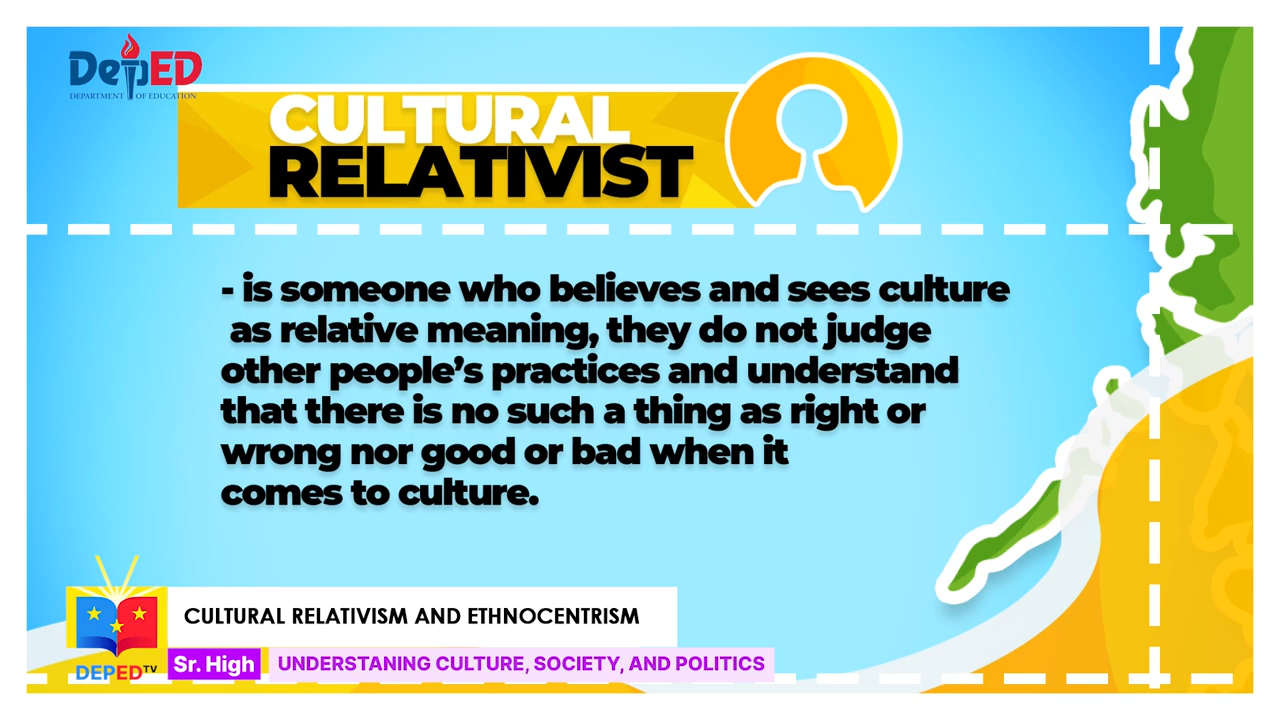 DepED
DEPARTMENT OF EDUCATION
CULTURAL
RELATIVIST
- is someone who believes and sees culture
as relative meaning, they do not judge
other people's practices and understand
that there is no such a thing as right or
wrong nor good or bad when it
comes to culture.
CULTURAL RELATIVISM AND ETHNOCENTRISM
DEPED TV
Sr. High UNDERSTANING CULTURE, SOCIETY, AND POLITICS